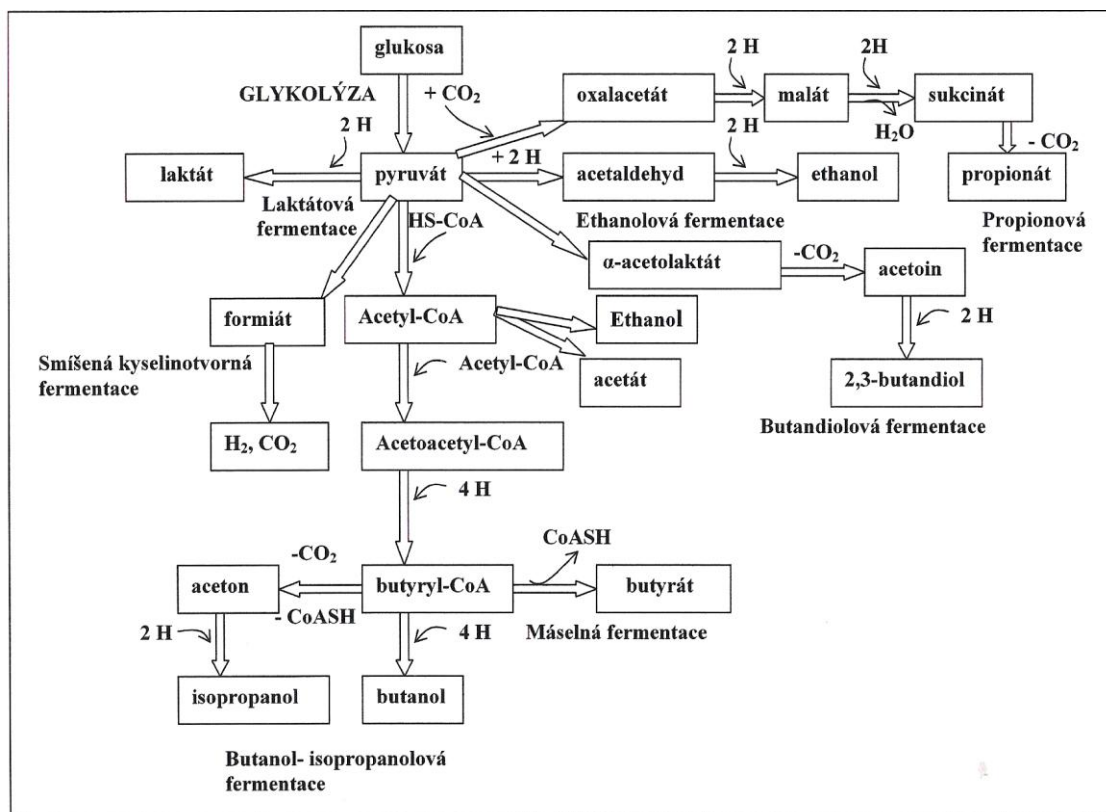 glukosa
GLYKOLÝZA
+ CO₂
oxalacetát
2 H
malát
2H
H₂O
sukcinát
- CO₂
propionát
Propionová
fermentace
2 H
laktát
pyruvát
+ 2 H
acetaldehyd
2 H
ethanol
Laktátová
fermentace
HS-CoA
Ethanolová fermentace
α-acetolaktát
-CO₂
acetoin
2 H
2,3-butandiol
Butandiolová fermentace
formiát
Acetyl-CoA
Ethanol
acetát
Smíšená kyselinotvorná
fermentace
Acetyl-CoA
H₂, CO₂
Acetoacetyl-CoA
4 H
-CO₂
CoASH
aceton
butyryl-CoA
butyrát
- CoASH
2 H
4 H
Máselná fermentace
isopropanol
butanol
Butanol- isopropanolová
fermentace